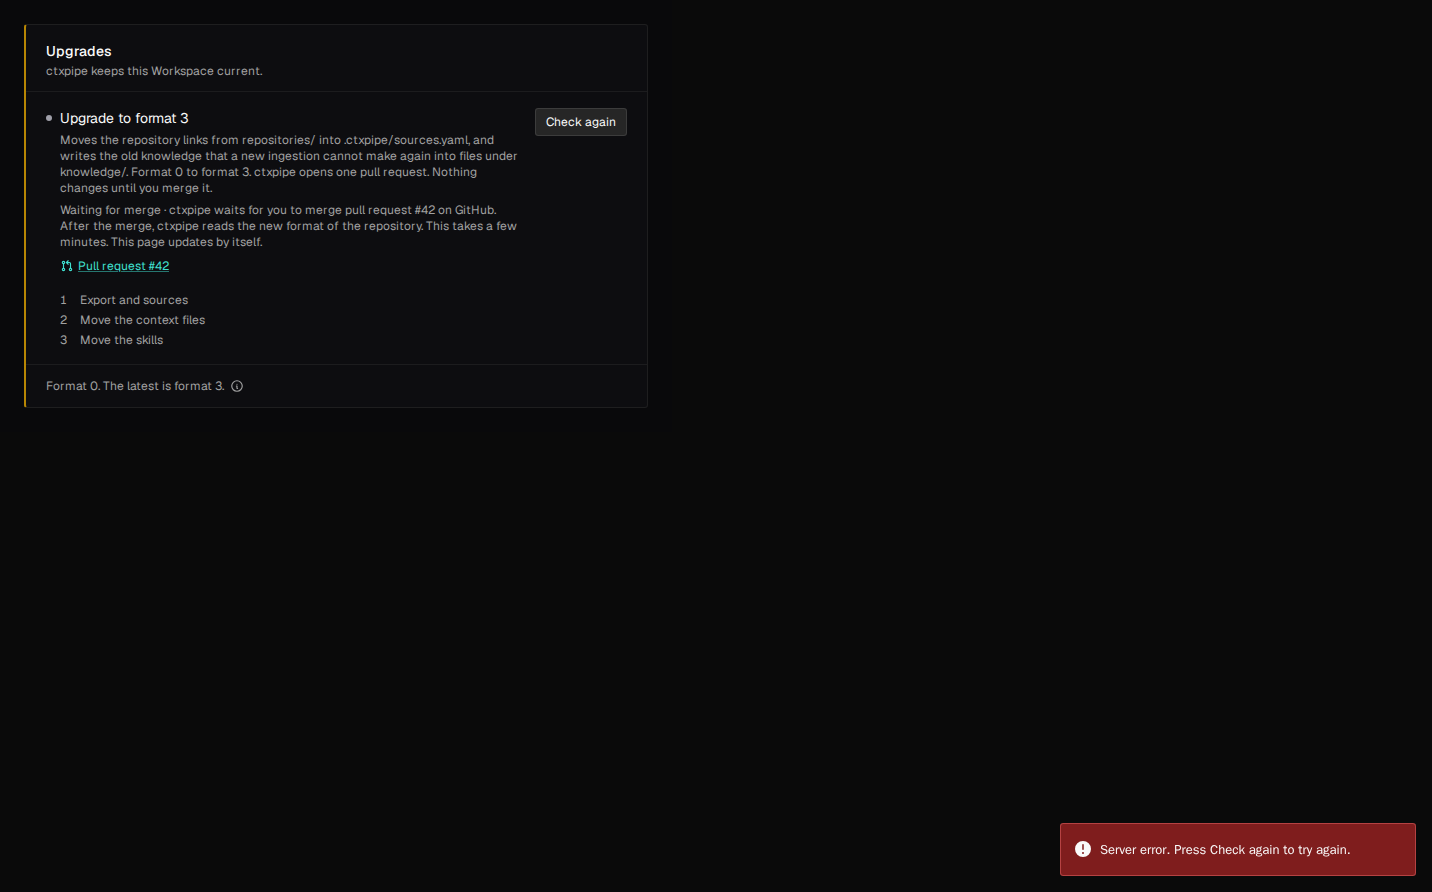 Upgrades
ctxpipe keeps this Workspace current.
Upgrade to format 3
Check again
Moves the repository links from repositories/ into .ctxpipe/sources.yaml, and
writes the old knowledge that a new ingestion cannot make again into files under
knowledge/. Format 0 to format 3. ctxpipe opens one pull request. Nothing
changes until you merge it.
Waiting for merge · ctxpipe waits for you to merge pull request #42 on GitHub.
After the merge, ctxpipe reads the new format of the repository. This takes a few
minutes. This page updates by itself.
Pull request #42
1 Export and sources
2 Move the context files
3 Move the skills
Format 0. The latest is format 3.
Server error. Press Check again to try again.